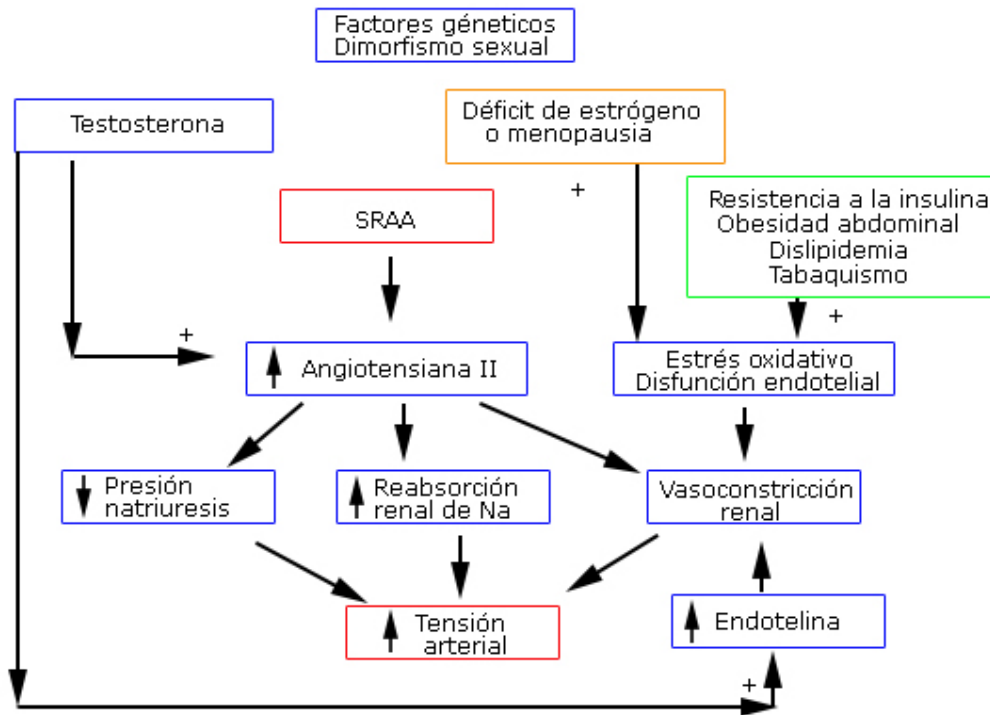 Factores géneticos
Dimorfismo sexual
Testosterona
Déficit de estrógeno
o menopausia
+
Resistencia a la insulina
Obesidad abdominal
Dislipidemia
Tabaquismo
SRAA
+
+
Angiotensiana II
Estrés oxidativo
Disfunción endotelial
Presión
natriuresis
Reabsorción
renal de Na
Vasoconstricción
renal
Tensión
arterial
Endotelina
+